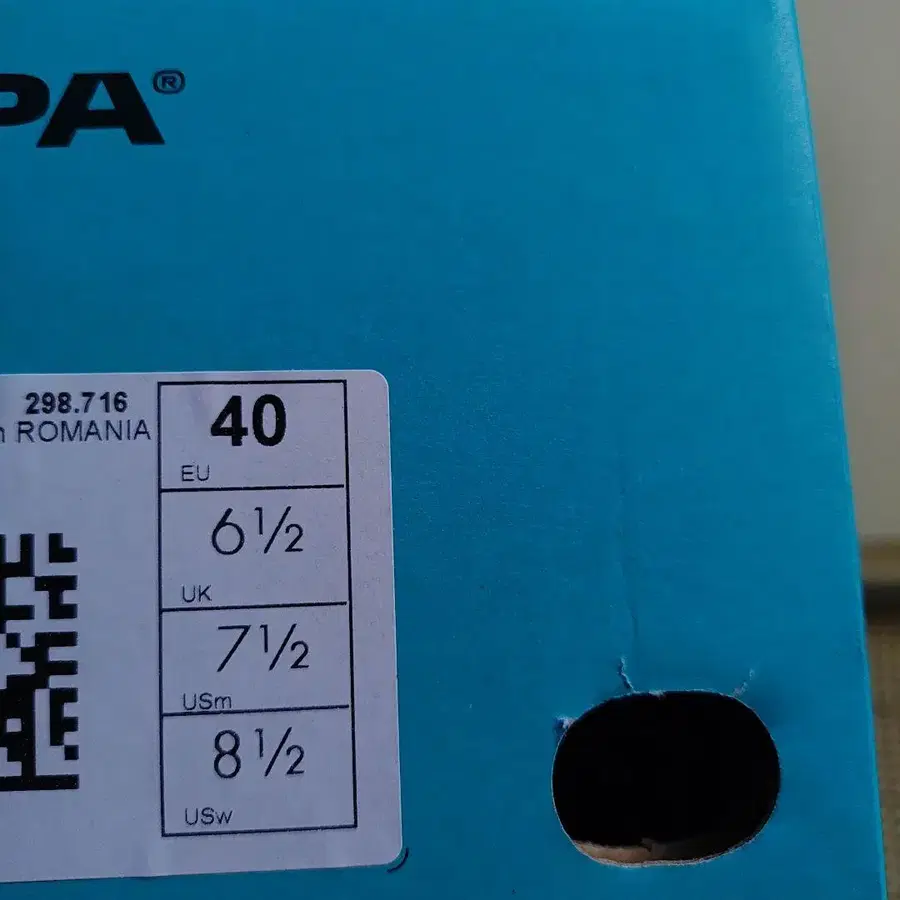 PA®
298.716
ROMANIA
40
EU
6½
UK
7½
USm
8½
USw